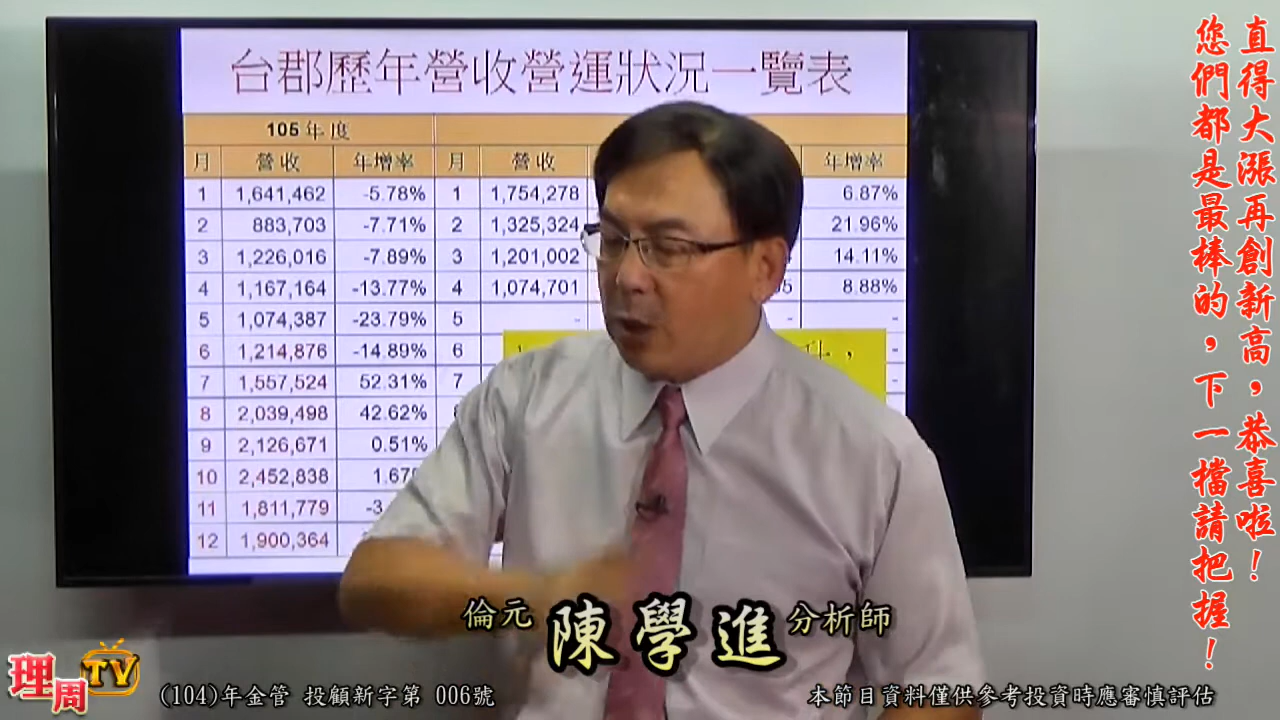 台郡歷年營收營運狀況一覽表
105年度
月 營收 年增率 月 營收 年增率
1 1,641,462 -5.78% 1 1,754,278 6.87%
2 883,703 -7.71% 2 1,325,324 21.96%
3 1,226,016 -7.89% 3 1,201,002 14.11%
4 1,167,164 -13.77% 4 1,074,701 8.88%
5 1,074,387 -23.79% 5 - - -
6 1,214,876 -14.89% 6 升， -
7 1,557,524 52.31% 7 -
8 2,039,498 42.62%
9 2,126,671 0.51%
10 2,452,838
11 1,811,779
12 1,900,364
直得大漲再創新高，恭喜啦！
您們都是最棒的，下一檔請把握！
倫元 陳學進 分析師
理周TV
(104)年金管 投顧新字第 006號
本節目資料僅供參考投資時應審慎評估